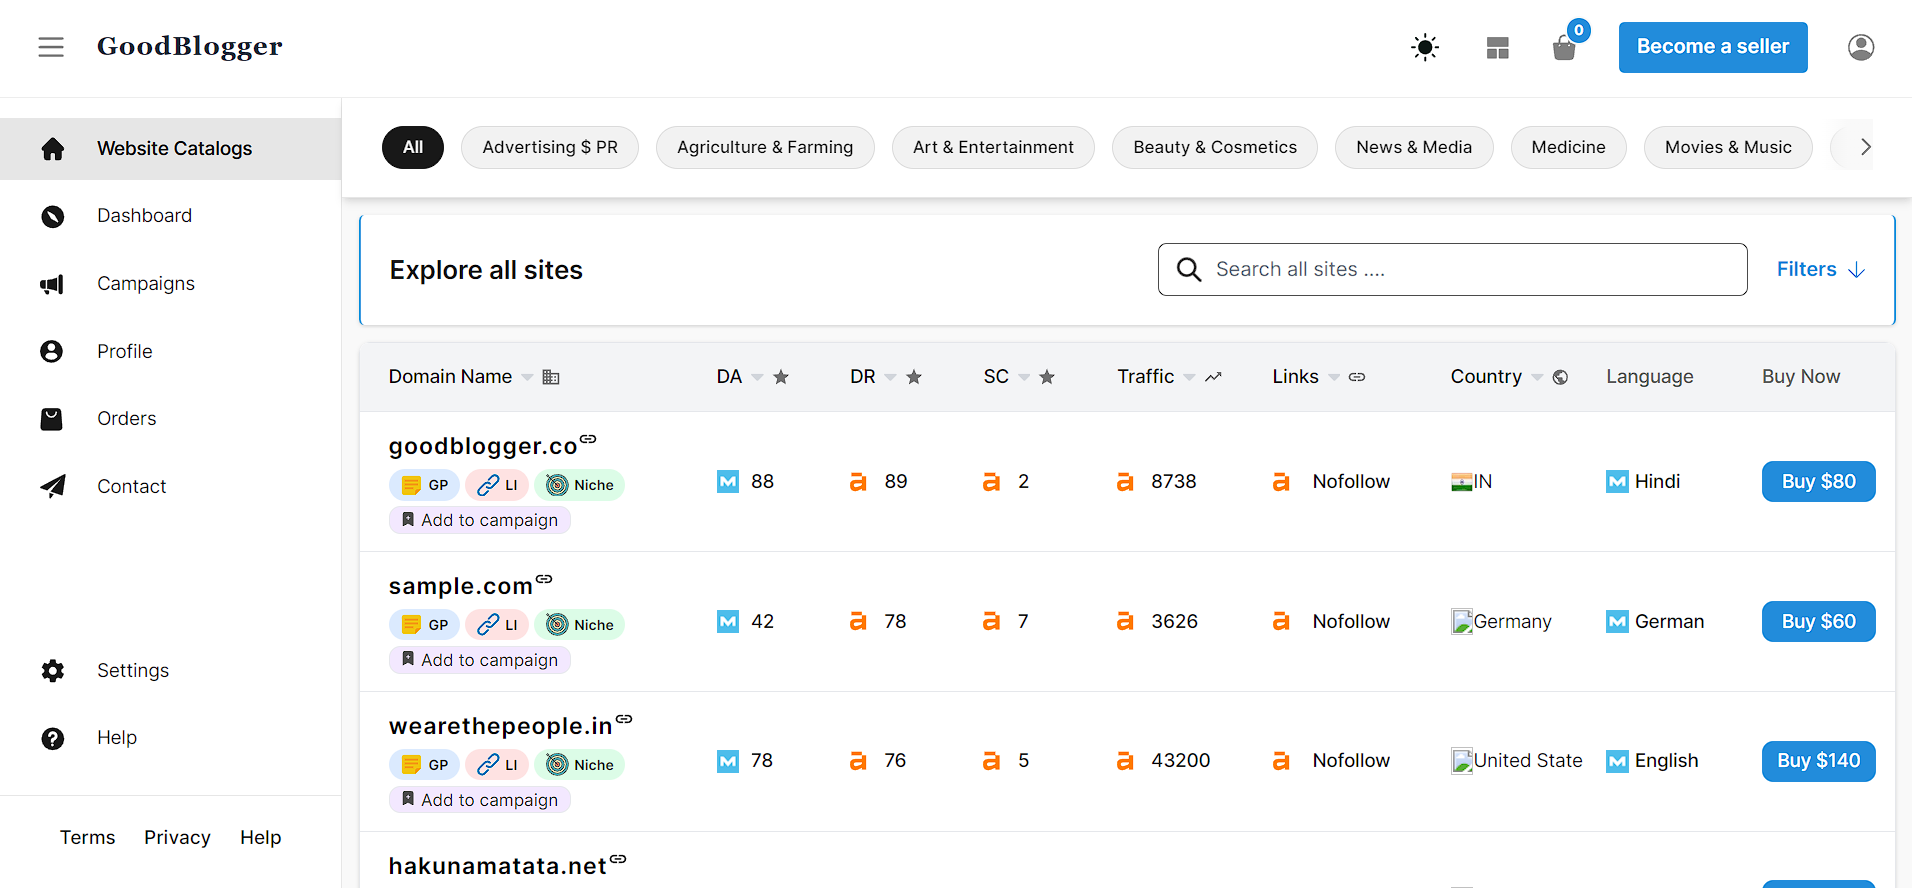 GoodBlogger
0
Become a seller
Website Catalogs
Dashboard
Campaigns
Profile
Orders
Contact
Settings
Help
Terms Privacy Help
All Advertising $ PR Agriculture & Farming Art & Entertainment Beauty & Cosmetics News & Media Medicine Movies & Music
Explore all sites
Search all sites ....
Filters
Domain Name DA DR SC Traffic Links Country Language Buy Now
goodblogger.co
GP LI Niche
Add to campaign
88 89 2 8738 Nofollow IN Hindi Buy $80
sample.com
GP LI Niche
Add to campaign
42 78 7 3626 Nofollow Germany German Buy $60
wearethepeople.in
GP LI Niche
Add to campaign
78 76 5 43200 Nofollow United State English Buy $140
hakunamatata.net